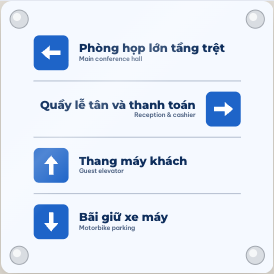 Phòng họp lớn tầng trệt
Main conference hall
Quầy lễ tân và thanh toán
Reception & cashier
Thang máy khách
Guest elevator
Bãi giữ xe máy
Motorbike parking